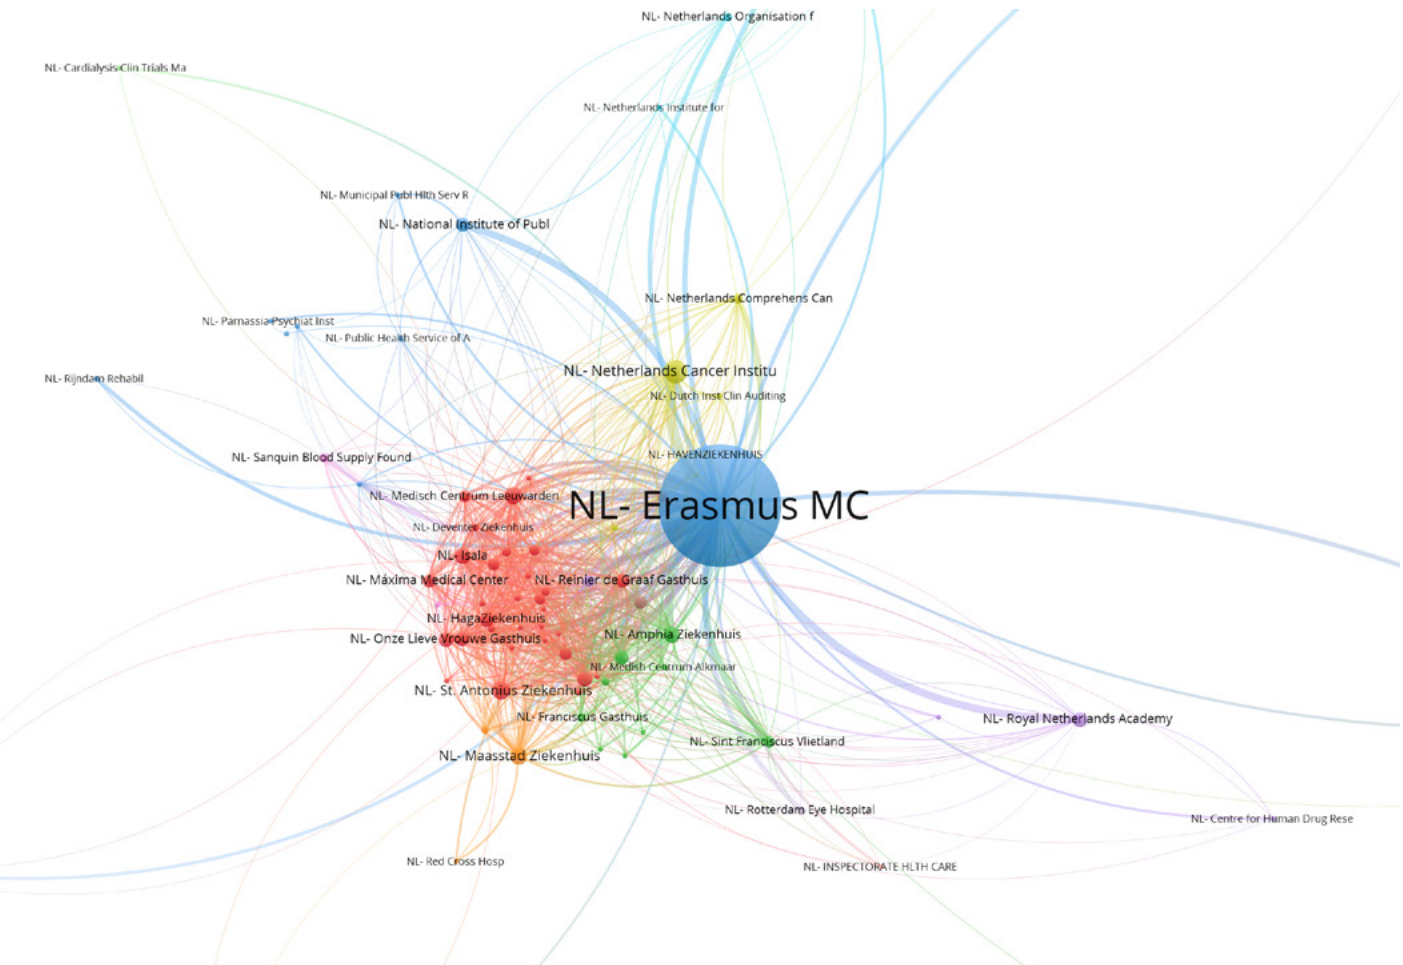 NL- Netherlands Organisation f
NL- Cardialysis Clin Trials Ma
NL- Netherlands Institute for
NL- Municipal Publ Hlth Serv R
NL- National Institute of Publ
NL- Netherlands Comprehens Can
NL- Parnassia Psychiat Inst
NL- Public Health Service of A
NL- Netherlands Cancer Institu
NL- Rijndam Rehabil
NL- Dutch Inst Clin Auditing
NL- HAVENZIEKENHUIS
NL- Sanquin Blood Supply Found
NL- Medisch Centrum Leeuwarden
NL- Erasmus MC
NL- Deventer Ziekenhuis
NL- Isala
NL- Máxima Medical Center
NL- Reinier de Graaf Gasthuis
NL- HagaZiekenhuis
NL- Onze Lieve Vrouwe Gasthuis
NL- Amphia Ziekenhuis
NL- Medish Centrum Alkmaar
NL- St. Antonius Ziekenhuis
NL- Franciscus Gasthuis
NL- Royal Netherlands Academy
NL- Sint Franciscus Vlietland
NL- Maasstad Ziekenhuis
NL- Rotterdam Eye Hospital
NL- Centre for Human Drug Rese
NL- Red Cross Hosp
NL- INSPECTORATE HLTH CARE